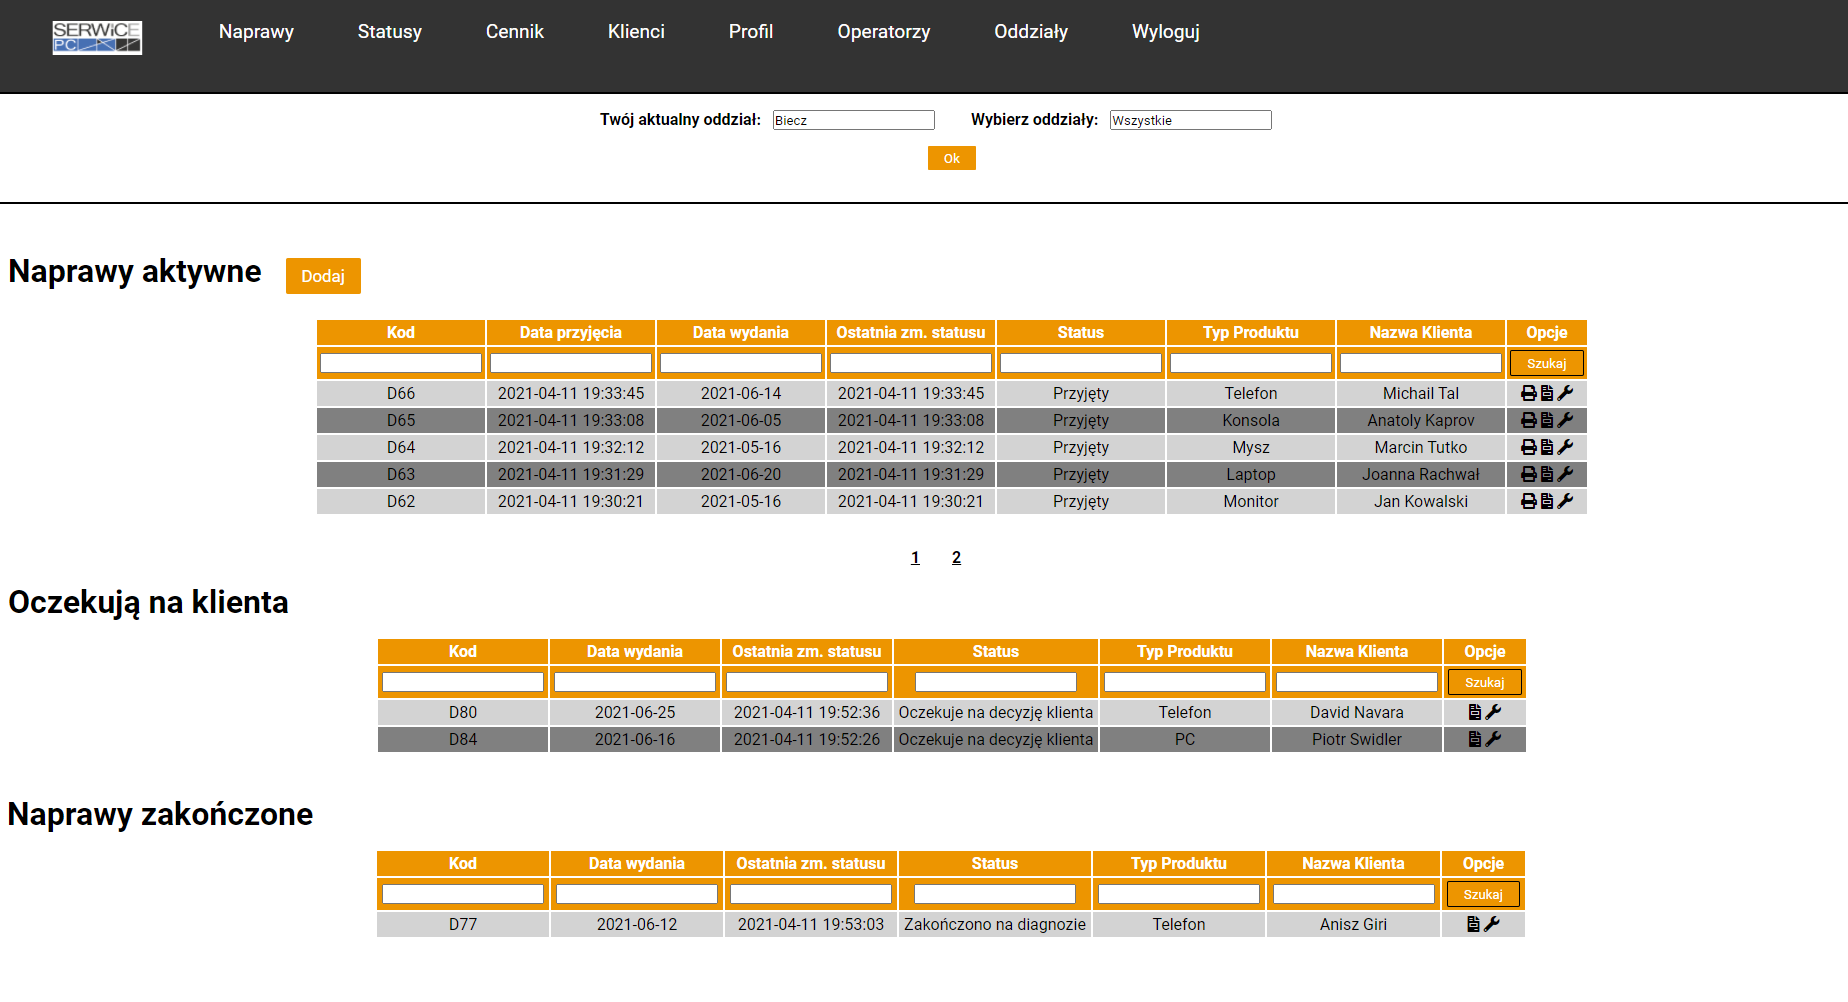 SERWiCE
PC
Naprawy Statusy Cennik Klienci Profil Operatorzy Oddziały Wyloguj
Twój aktualny oddział: Biecz Wybierz oddziały: Wszystkie
Ok
Naprawy aktywne Dodaj
Kod Data przyjęcia Data wydania Ostatnia zm. statusu Status Typ Produktu Nazwa Klienta Opcje
Szukaj
D66 2021-04-11 19:33:45 2021-06-14 2021-04-11 19:33:45 Przyjęty Telefon Michail Tal
D65 2021-04-11 19:33:08 2021-06-05 2021-04-11 19:33:08 Przyjęty Konsola Anatoly Kaprov
D64 2021-04-11 19:32:12 2021-05-16 2021-04-11 19:32:12 Przyjęty Mysz Marcin Tutko
D63 2021-04-11 19:31:29 2021-06-20 2021-04-11 19:31:29 Przyjęty Laptop Joanna Rachwał
D62 2021-04-11 19:30:21 2021-05-16 2021-04-11 19:30:21 Przyjęty Monitor Jan Kowalski
1 2
Oczekują na klienta
Kod Data wydania Ostatnia zm. statusu Status Typ Produktu Nazwa Klienta Opcje
Szukaj
D80 2021-06-25 2021-04-11 19:52:36 Oczekuje na decyzję klienta Telefon David Navara
D84 2021-06-16 2021-04-11 19:52:26 Oczekuje na decyzję klienta PC Piotr Swidler
Naprawy zakończone
Kod Data wydania Ostatnia zm. statusu Status Typ Produktu Nazwa Klienta Opcje
Szukaj
D77 2021-06-12 2021-04-11 19:53:03 Zakończono na diagnozie Telefon Anisz Giri